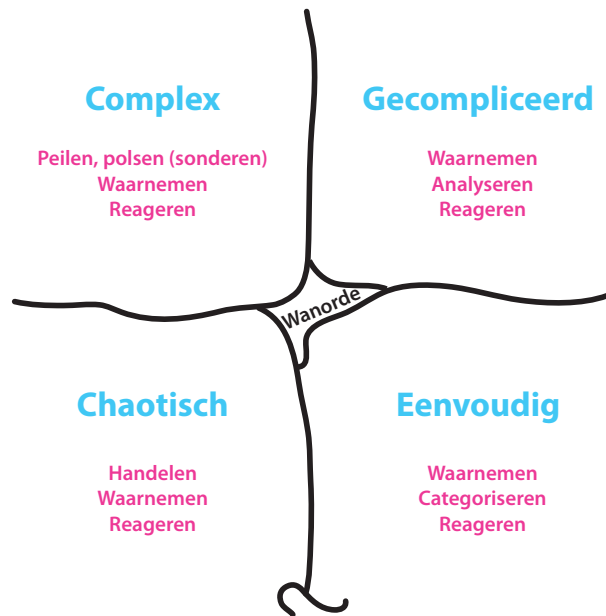 Complex
Peilen, polsen (sonderen)
Waarnemen
Reageren
Gecompliceerd
Waarnemen
Analyseren
Reageren
Wanorde
Chaotisch
Handelen
Waarnemen
Reageren
Eenvoudig
Waarnemen
Categoriseren
Reageren